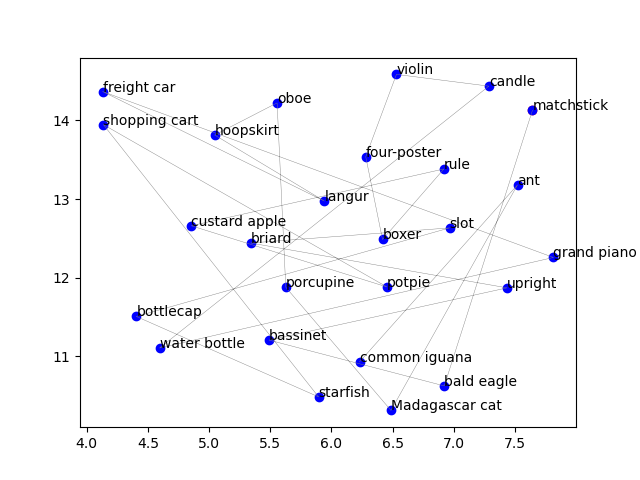 violin
candle
freight car
oboe
matchstick
14
shopping cart
hoopskirt
four-poster
rule
ant
13
langur
custard apple
slot
briard
boxer
grand piano
12
porcupine
potpie
upright
bottlecap
water bottle
bassinet
11
common iguana
bald eagle
starfish
Madagascar cat
4.0 4.5 5.0 5.5 6.0 6.5 7.0 7.5